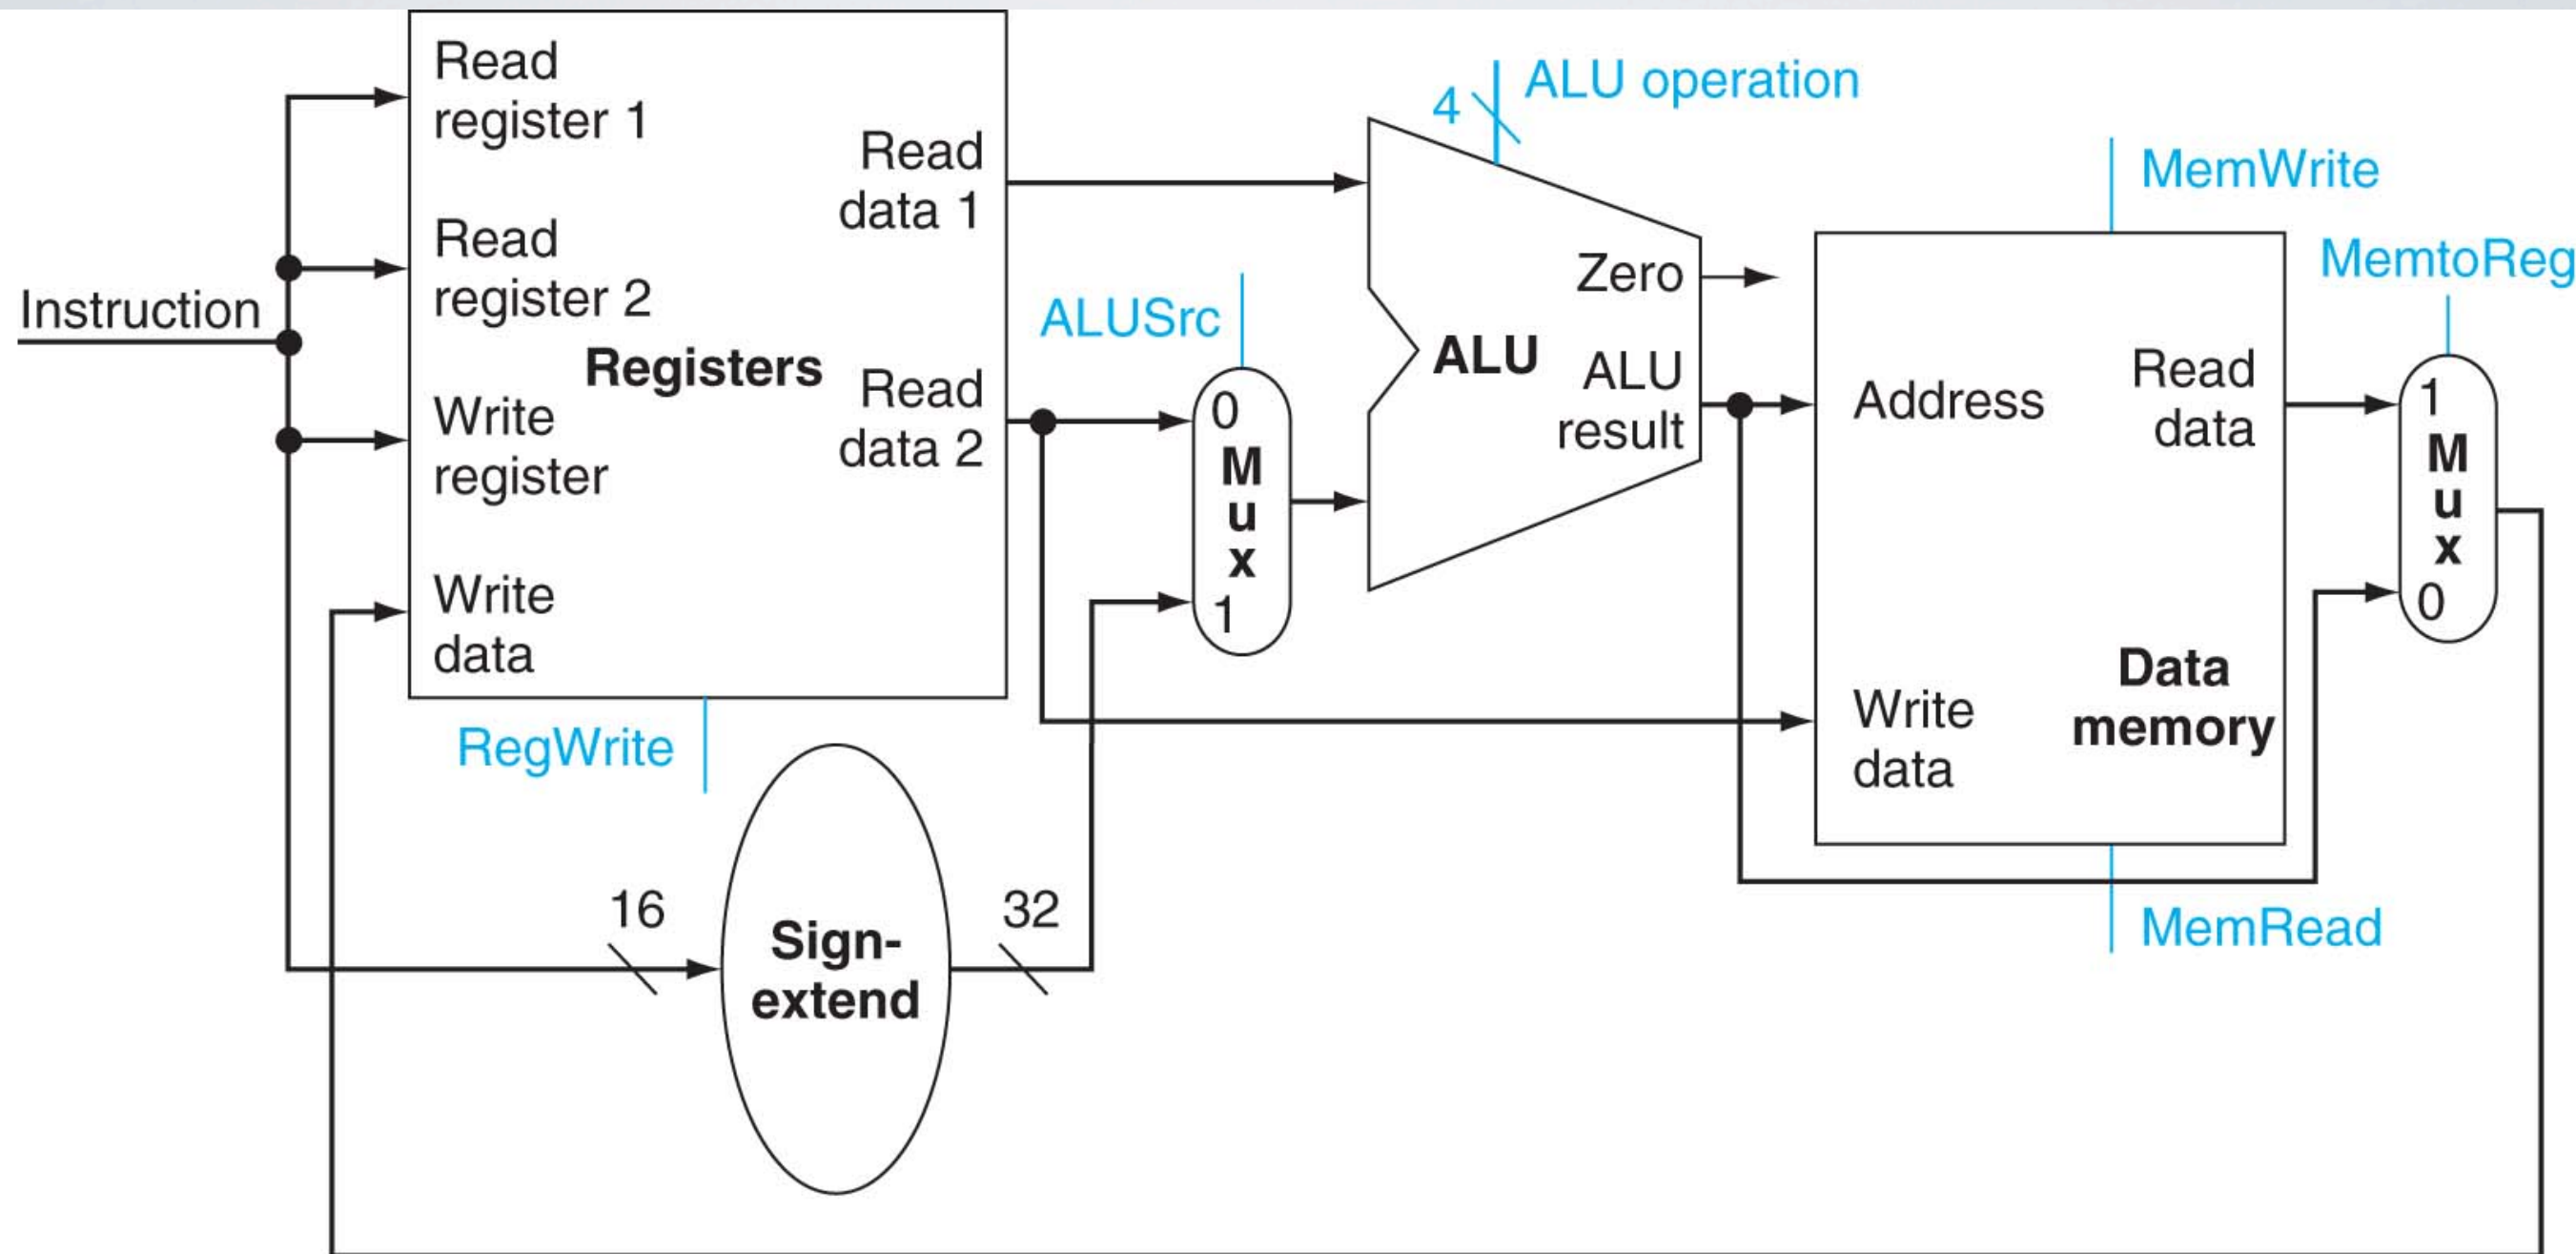 Instruction
Read
register 1
Read
register 2
Write
register
Write
data
Registers
Read
data 1
Read
data 2
RegWrite
16
Sign-
extend
32
ALUSrc
0
M
u
x
1
4
ALU operation
ALU
Zero
ALU
result
MemWrite
Address
Read
data
Write
data
Data
memory
MemRead
MemtoReg
1
M
u
x
0